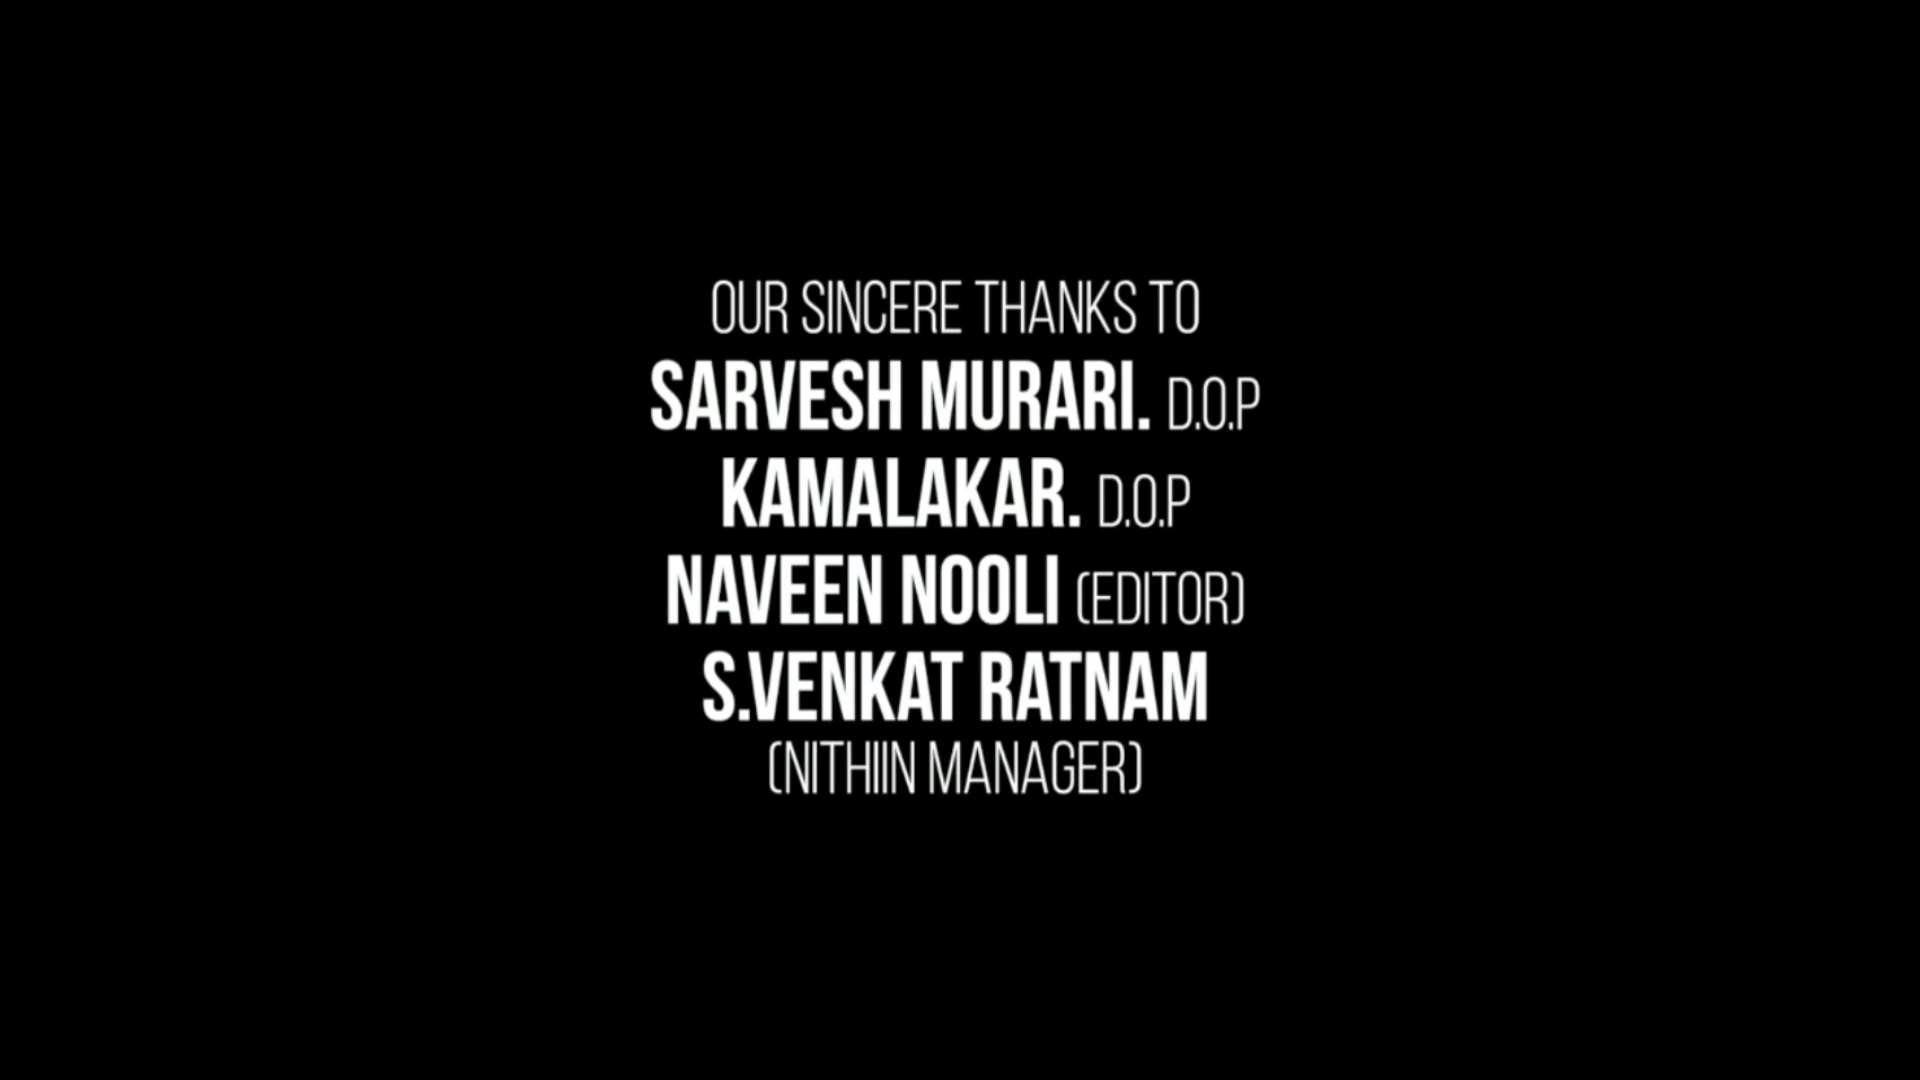 OUR SINCERE THANKS TO
SARVESH MURARI. D.O.P
KAMALAKAR. D.O.P
NAVEEN NOOLI (EDITOR)
S.VENKAT RATNAM
(NITHIIN MANAGER)